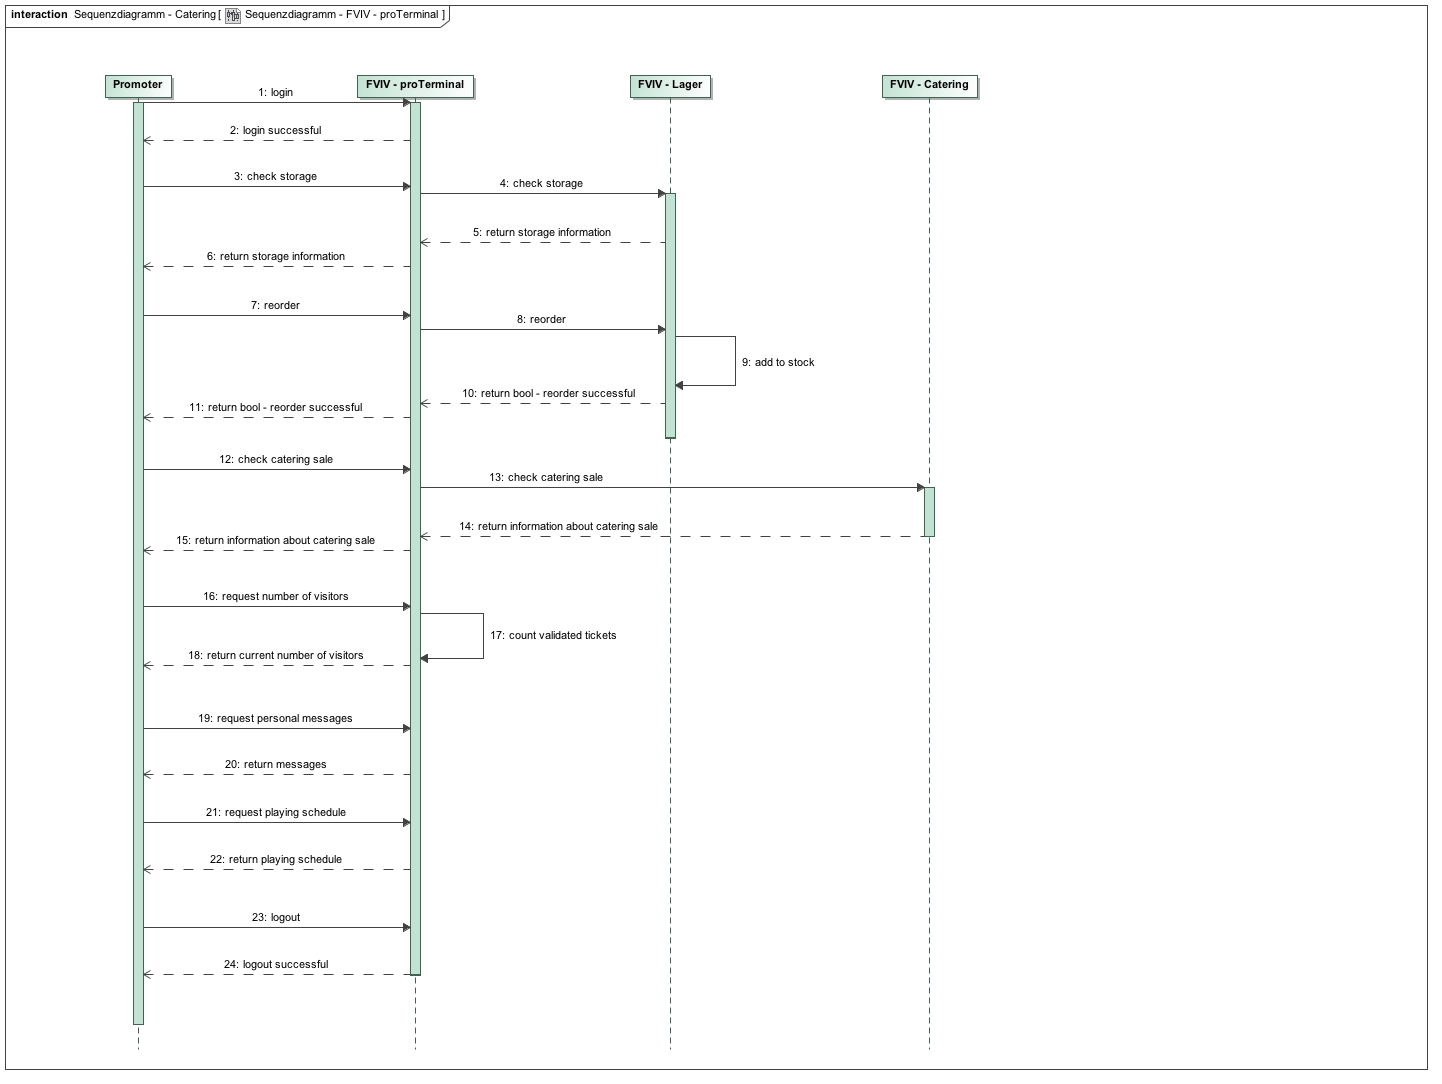 interaction Sequenzdiagramm - Catering [ Sequenzdiagramm - FVIV - proTerminal ]
Promoter
FVIV - proTerminal
FVIV - Lager
FVIV - Catering
1: login
2: login successful
3: check storage
4: check storage
5: return storage information
6: return storage information
7: reorder
8: reorder
9: add to stock
10: return bool - reorder successful
11: return bool - reorder successful
12: check catering sale
13: check catering sale
14: return information about catering sale
15: return information about catering sale
16: request number of visitors
17: count validated tickets
18: return current number of visitors
19: request personal messages
20: return messages
21: request playing schedule
22: return playing schedule
23: logout
24: logout successful